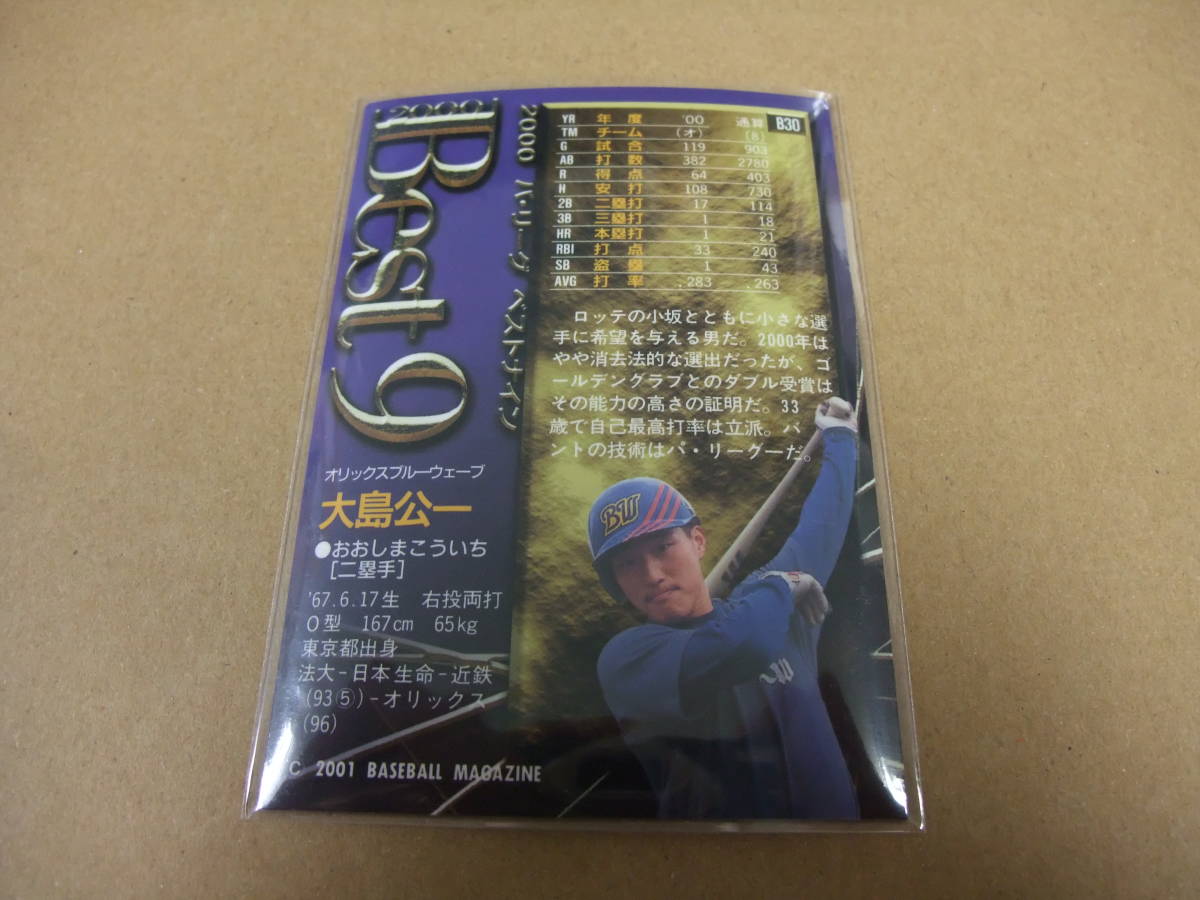 2000
Best 9
2000 パ・リーグ ベストナイン
B30
YR 年度 '00 通算
TM チーム (オ) (8)
G 試合 119 903
AB 打数 382 2780
R 得点 64 403
H 安打 108 730
2B 二塁打 17 114
3B 三塁打 1 18
HR 本塁打 1 21
RBI 打点 33 240
SB 盗塁 1 43
AVG 打率 .283 .263
ロッテの小坂とともに小さな選
手に希望を与える男だ。2000年は
やや消去法的な選出だったが、ゴ
ールデングラブとのダブル受賞は
その能力の高さの証明だ。33
歳で自己最高打率は立派。バ
ントの技術はパ・リーグ一だ。
オリックスブルーウェーブ
大島公一
●おおしまこういち
[二塁手]
'67.6.17生 右投両打
O型 167cm 65kg
東京都出身
法大-日本生命-近鉄
(93⑤)-オリックス
(96)
C 2001 BASEBALL MAGAZINE
BW